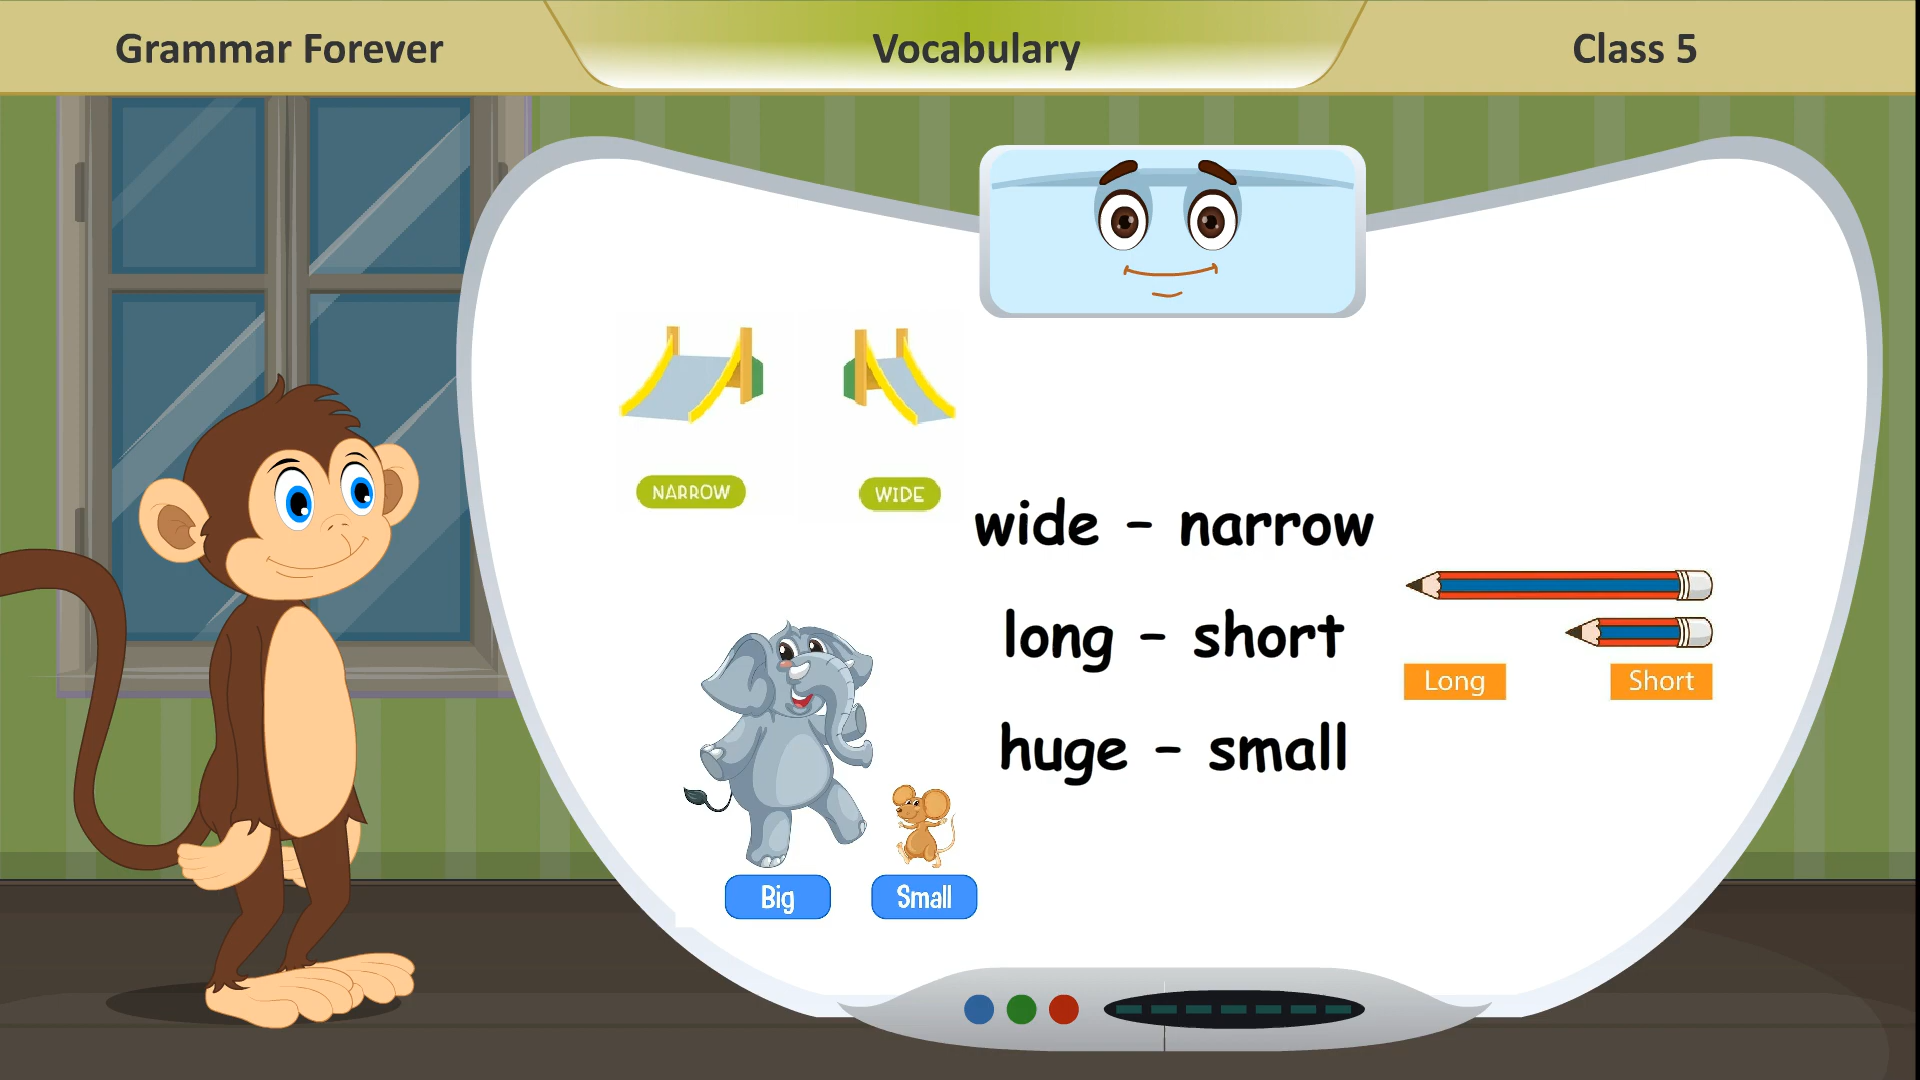 Grammar Forever
Vocabulary
Class 5
NARROW
WIDE
wide – narrow
long – short
huge – small
Long
Short
Big
Small